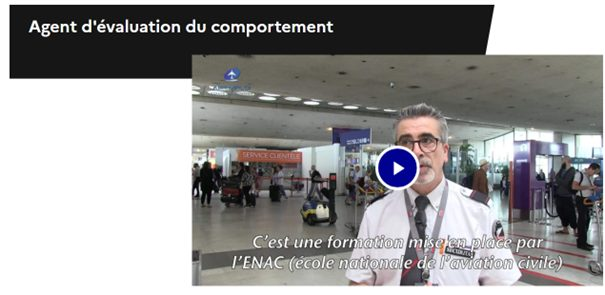 Agent d'évaluation du comportement
SERVICE CLIENTÈLE
C'est une formation mise en place par
l'ENAC (école nationale de l'aviation civile)